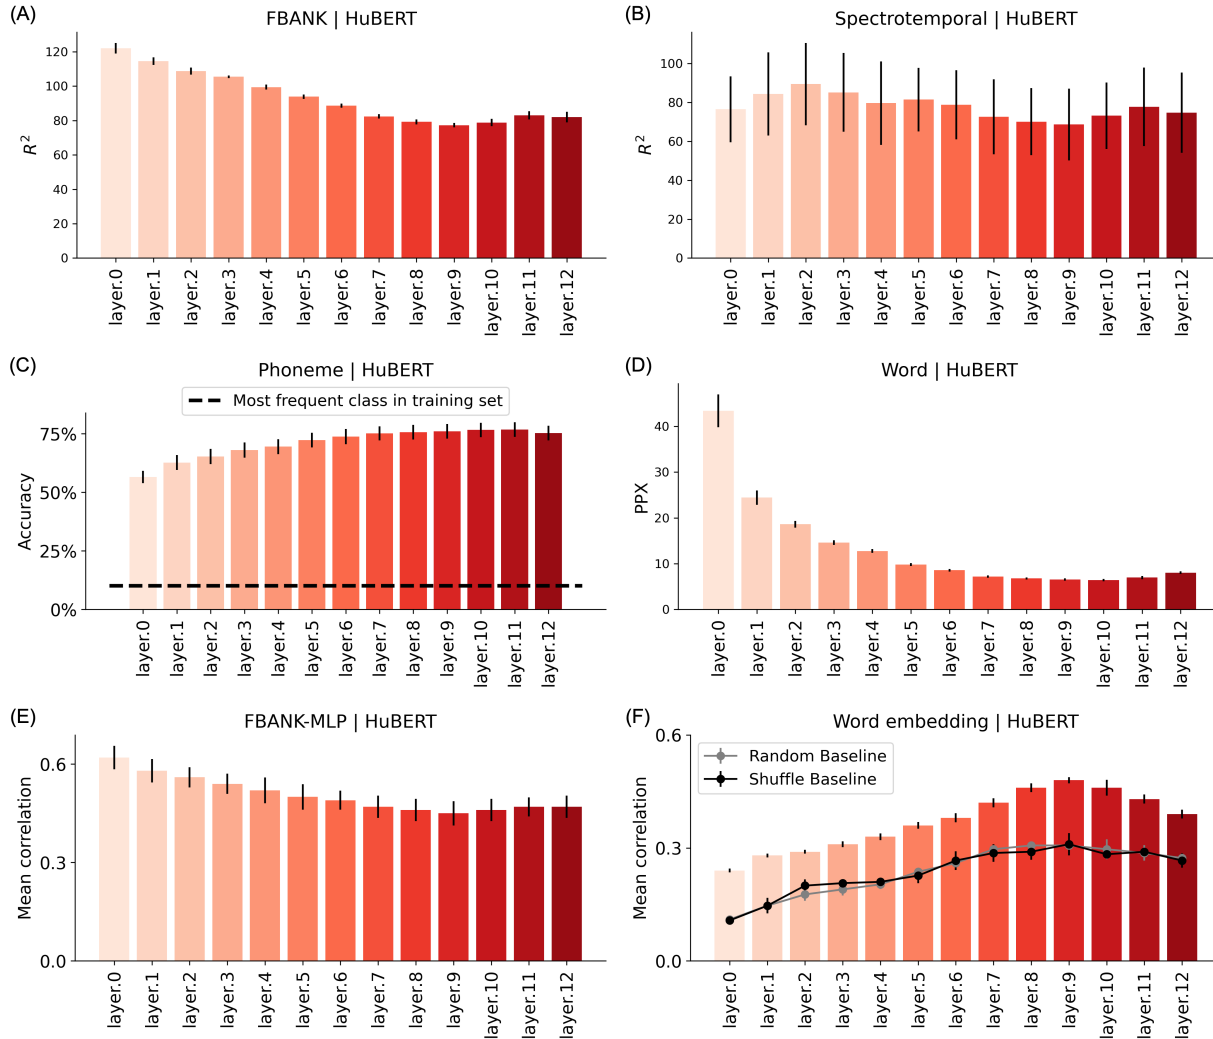 (A)
FBANK | HuBERT
R²
120
100
80
60
40
20
0
layer.0
layer.1
layer.2
layer.3
layer.4
layer.5
layer.6
layer.7
layer.8
layer.9
layer.10
layer.11
layer.12
(B)
Spectrotemporal | HuBERT
R²
100
80
60
40
20
0
layer.0
layer.1
layer.2
layer.3
layer.4
layer.5
layer.6
layer.7
layer.8
layer.9
layer.10
layer.11
layer.12
(C)
Phoneme | HuBERT
Most frequent class in training set
Accuracy
75%
50%
25%
0%
layer.0
layer.1
layer.2
layer.3
layer.4
layer.5
layer.6
layer.7
layer.8
layer.9
layer.10
layer.11
layer.12
(D)
Word | HuBERT
PPX
40
30
20
10
0
layer.0
layer.1
layer.2
layer.3
layer.4
layer.5
layer.6
layer.7
layer.8
layer.9
layer.10
layer.11
layer.12
(E)
FBANK-MLP | HuBERT
Mean correlation
0.6
0.3
0.0
layer.0
layer.1
layer.2
layer.3
layer.4
layer.5
layer.6
layer.7
layer.8
layer.9
layer.10
layer.11
layer.12
(F)
Word embedding | HuBERT
Random Baseline
Shuffle Baseline
Mean correlation
0.6
0.3
0.0
layer.0
layer.1
layer.2
layer.3
layer.4
layer.5
layer.6
layer.7
layer.8
layer.9
layer.10
layer.11
layer.12